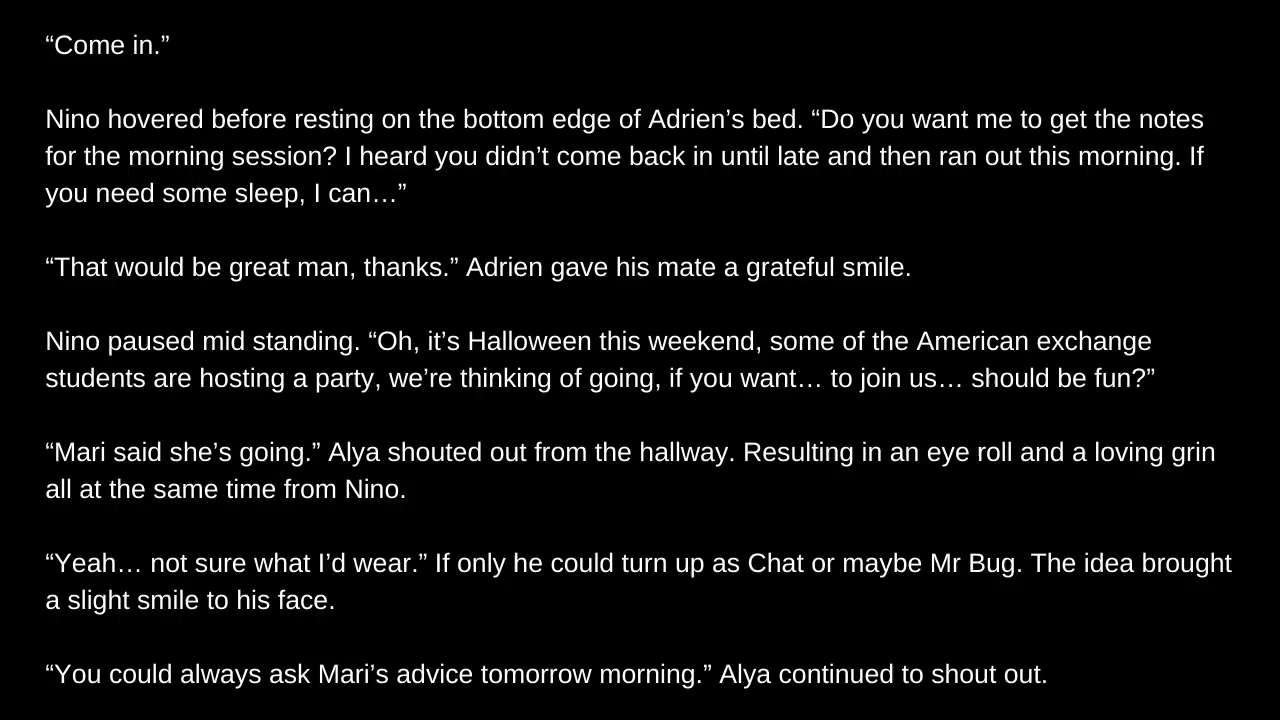 “Come in.”
Nino hovered before resting on the bottom edge of Adrien’s bed. “Do you want me to get the notes
for the morning session? I heard you didn’t come back in until late and then ran out this morning. If
you need some sleep, I can…”
“That would be great man, thanks.” Adrien gave his mate a grateful smile.
Nino paused mid standing. “Oh, it’s Halloween this weekend, some of the American exchange
students are hosting a party, we’re thinking of going, if you want… to join us… should be fun?”
“Mari said she’s going.” Alya shouted out from the hallway. Resulting in an eye roll and a loving grin
all at the same time from Nino.
“Yeah… not sure what I’d wear.” If only he could turn up as Chat or maybe Mr Bug. The idea brought
a slight smile to his face.
“You could always ask Mari’s advice tomorrow morning.” Alya continued to shout out.